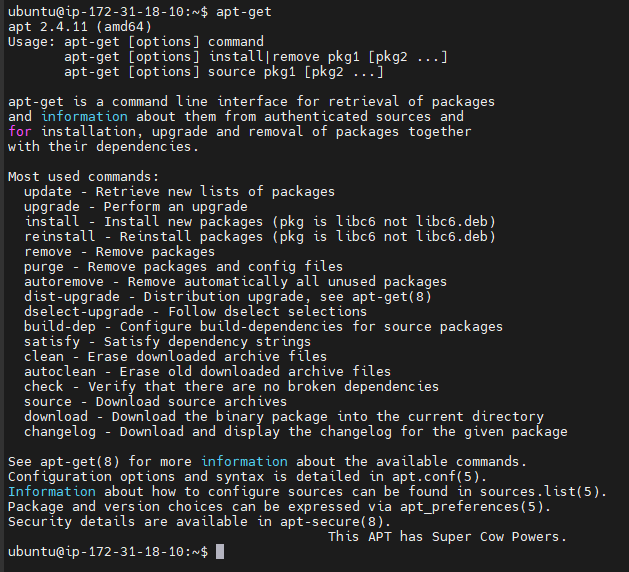 ubuntu@ip-172-31-18-10:~$ apt-get
apt 2.4.11 (amd64)
Usage: apt-get [options] command
       apt-get [options] install|remove pkg1 [pkg2 ...]
       apt-get [options] source pkg1 [pkg2 ...]

apt-get is a command line interface for retrieval of packages
and information about them from authenticated sources and
for installation, upgrade and removal of packages together
with their dependencies.

Most used commands:
  update - Retrieve new lists of packages
  upgrade - Perform an upgrade
  install - Install new packages (pkg is libc6 not libc6.deb)
  reinstall - Reinstall packages (pkg is libc6 not libc6.deb)
  remove - Remove packages
  purge - Remove packages and config files
  autoremove - Remove automatically all unused packages
  dist-upgrade - Distribution upgrade, see apt-get(8)
  dselect-upgrade - Follow dselect selections
  build-dep - Configure build-dependencies for source packages
  satisfy - Satisfy dependency strings
  clean - Erase downloaded archive files
  autoclean - Erase old downloaded archive files
  check - Verify that there are no broken dependencies
  source - Download source archives
  download - Download the binary package into the current directory
  changelog - Download and display the changelog for the given package

See apt-get(8) for more information about the available commands.
Configuration options and syntax is detailed in apt.conf(5).
Information about how to configure sources can be found in sources.list(5).
Package and version choices can be expressed via apt_preferences(5).
Security details are available in apt-secure(8).
                                        This APT has Super Cow Powers.
ubuntu@ip-172-31-18-10:~$